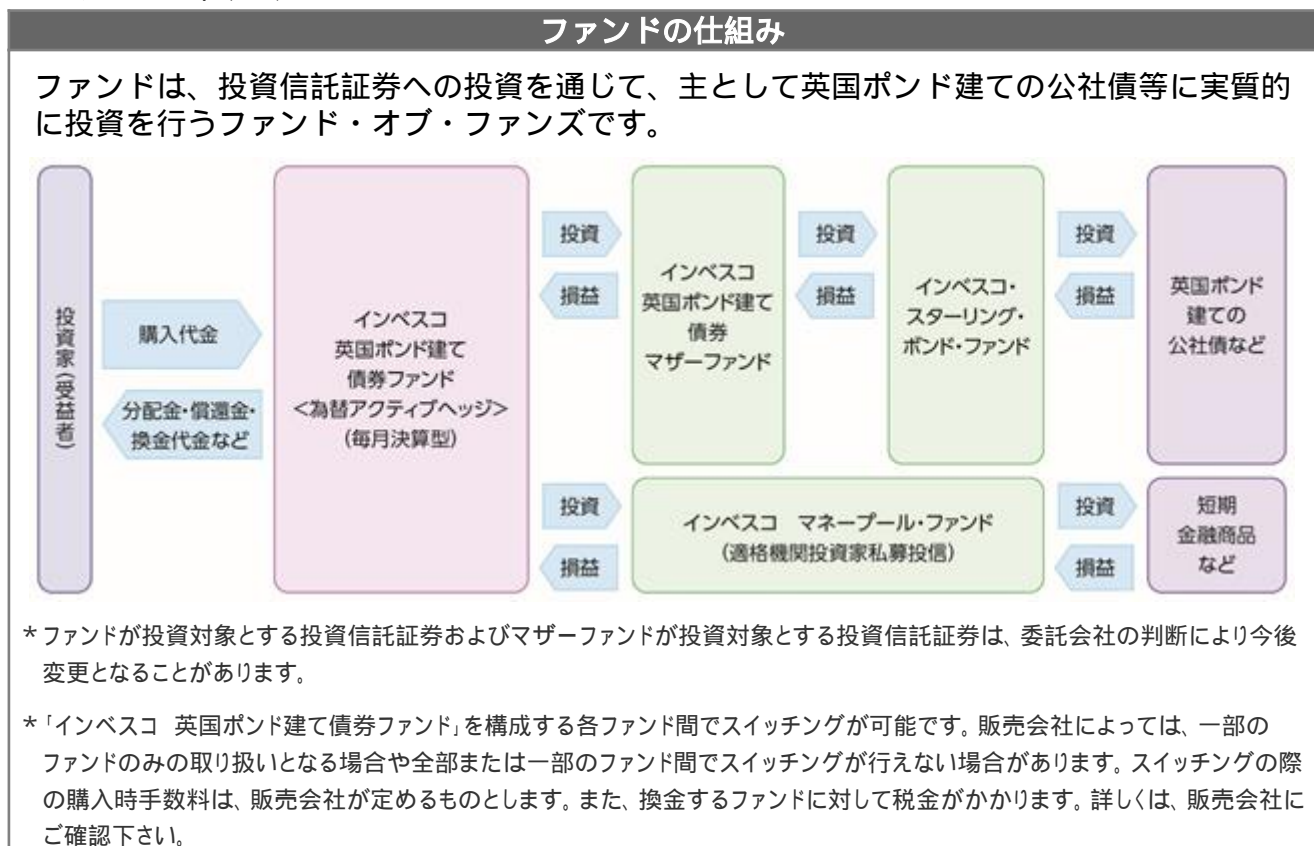 ファンドの仕組み
ファンドは、投資信託証券への投資を通じて、主として英国ポンド建ての公社債等に実質的
に投資を行うファンド・オブ・ファンズです。
投資家(受益者)
購入代金
分配金・償還金・
換金代金など
インベスコ
英国ポンド建て
債券ファンド
<為替アクティブヘッジ>
(毎月決算型)
投資
損益
インベスコ
英国ポンド建て
債券
マザーファンド
投資
損益
インベスコ・
スターリング・
ボンド・ファンド
投資
損益
英国ポンド
建ての
公社債など
投資
損益
インベスコ マネープール・ファンド
(適格機関投資家私募投信)
投資
損益
短期
金融商品
など
*ファンドが投資対象とする投資信託証券およびマザーファンドが投資対象とする投資信託証券は、委託会社の判断により今後
変更となることがあります。
*「インベスコ 英国ポンド建て債券ファンド」を構成する各ファンド間でスイッチングが可能です。販売会社によっては、一部の
ファンドのみの取り扱いとなる場合や全部または一部のファンド間でスイッチングが行えない場合があります。スイッチングの際
の購入時手数料は、販売会社が定めるものとします。また、換金するファンドに対して税金がかかります。詳しくは、販売会社に
ご確認下さい。